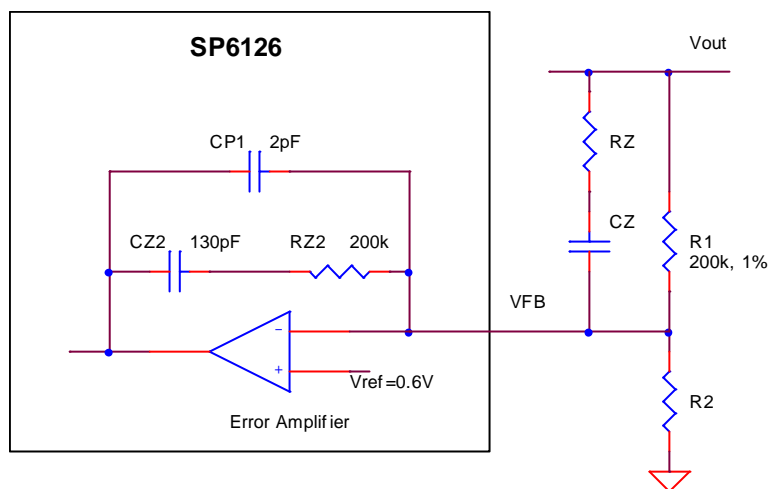 SP6126
Vout
CP1 2pF
RZ
CZ2 130pF RZ2 200k
CZ
R1
200k, 1%
VFB
-
+
Vref=0.6V
R2
Error Amplifier